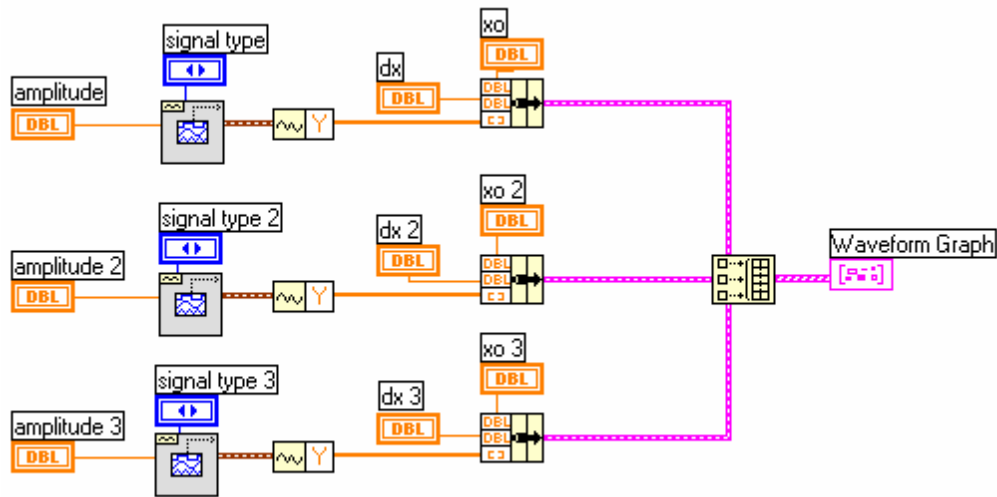 xo
signal type
DBL
dx
amplitude
DBL
DBL
DBL
DBL
Y
xo 2
signal type 2
DBL
dx 2
Waveform Graph
amplitude 2
DBL
DBL
DBL
DBL
Y
xo 3
signal type 3
DBL
dx 3
amplitude 3
DBL
DBL
DBL
DBL
Y